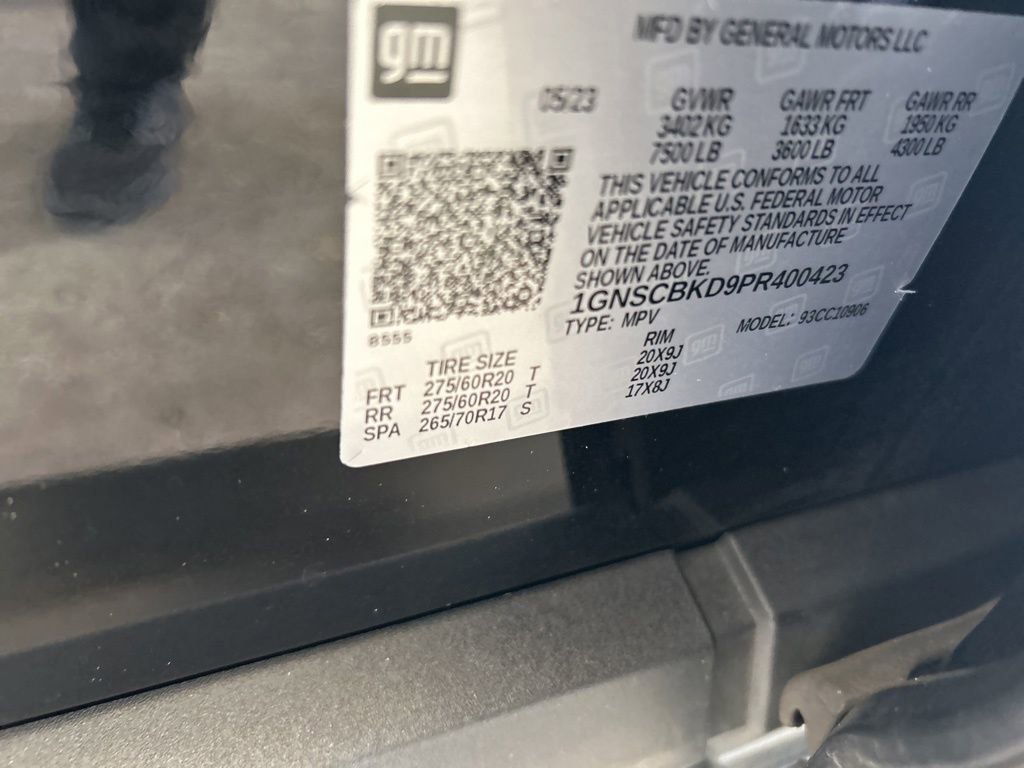 gm
MFD BY GENERAL MOTORS LLC
05/23 GVWR GAWR FRT GAWR RR
3402 KG 1633 KG 1950 KG
7500 LB 3600 LB 4300 LB
THIS VEHICLE CONFORMS TO ALL
APPLICABLE U.S. FEDERAL MOTOR
VEHICLE SAFETY STANDARDS IN EFFECT
ON THE DATE OF MANUFACTURE
SHOWN ABOVE.
1GNSCBKD9PR400423
TYPE: MPV MODEL: 93CC10906
B555
TIRE SIZE RIM
FRT 275/60R20 T 20X9J
RR 275/60R20 T 20X9J
SPA 265/70R17 S 17X8J